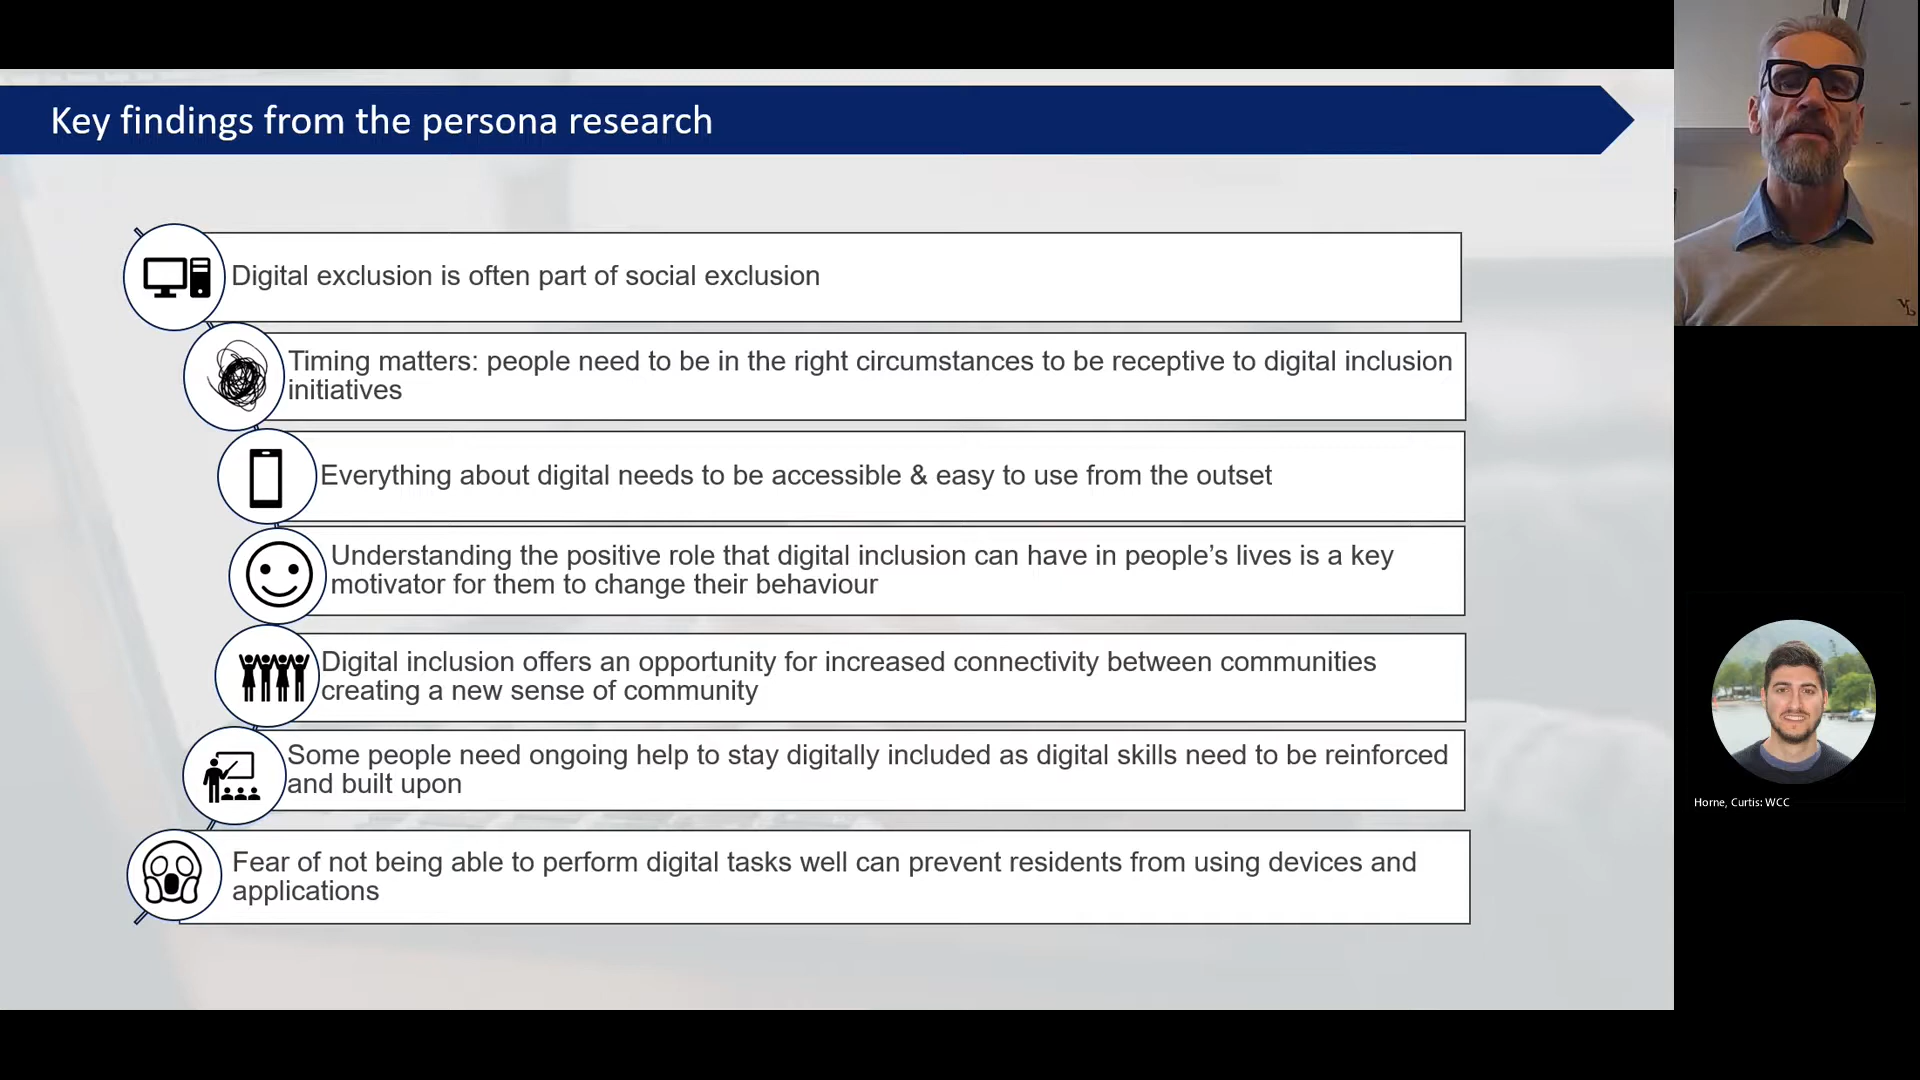 Key findings from the persona research
Digital exclusion is often part of social exclusion
Timing matters: people need to be in the right circumstances to be receptive to digital inclusion
initiatives
Everything about digital needs to be accessible & easy to use from the outset
Understanding the positive role that digital inclusion can have in people’s lives is a key
motivator for them to change their behaviour
Digital inclusion offers an opportunity for increased connectivity between communities
creating a new sense of community
Some people need ongoing help to stay digitally included as digital skills need to be reinforced
and built upon
Fear of not being able to perform digital tasks well can prevent residents from using devices and
applications
Horne, Curtis: WCC